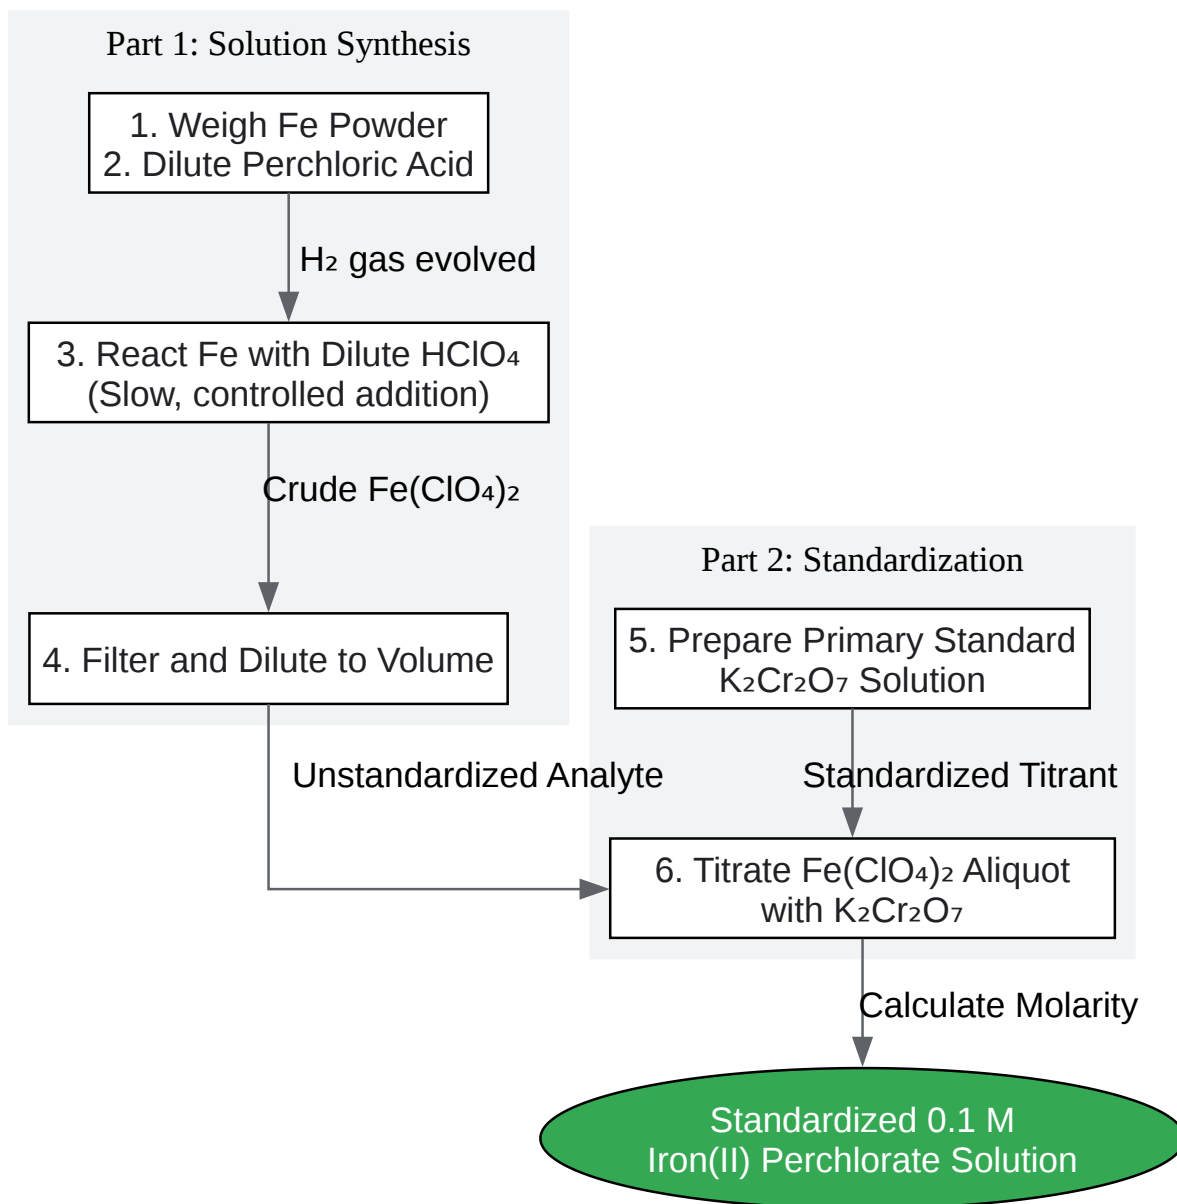 Part 1: Solution Synthesis
1. Weigh Fe Powder
2. Dilute Perchloric Acid
H₂ gas evolved
3. React Fe with Dilute HClO₄
(Slow, controlled addition)
Crude Fe(ClO₄)₂
4. Filter and Dilute to Volume
Part 2: Standardization
5. Prepare Primary Standard
K₂Cr₂O₇ Solution
Unstandardized Analyte
Standardized Titrant
6. Titrate Fe(ClO₄)₂ Aliquot
with K₂Cr₂O₇
Calculate Molarity
Standardized 0.1 M
Iron(II) Perchlorate Solution